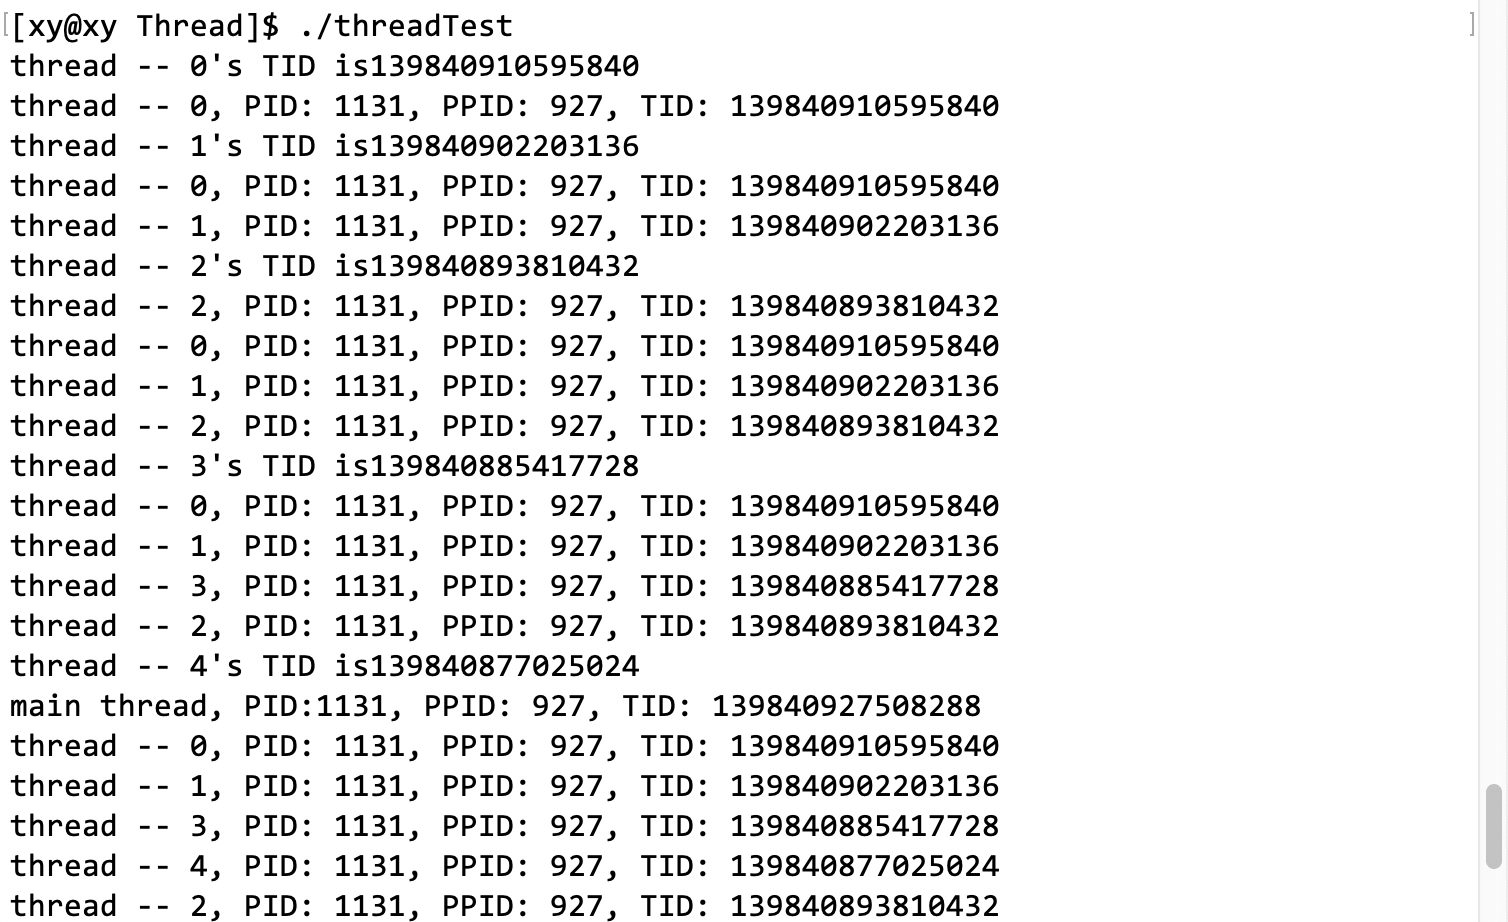 [[xy@xy Thread]$ ./threadTest ]
thread -- 0's TID is139840910595840
thread -- 0, PID: 1131, PPID: 927, TID: 139840910595840
thread -- 1's TID is139840902203136
thread -- 0, PID: 1131, PPID: 927, TID: 139840910595840
thread -- 1, PID: 1131, PPID: 927, TID: 139840902203136
thread -- 2's TID is139840893810432
thread -- 2, PID: 1131, PPID: 927, TID: 139840893810432
thread -- 0, PID: 1131, PPID: 927, TID: 139840910595840
thread -- 1, PID: 1131, PPID: 927, TID: 139840902203136
thread -- 2, PID: 1131, PPID: 927, TID: 139840893810432
thread -- 3's TID is139840885417728
thread -- 0, PID: 1131, PPID: 927, TID: 139840910595840
thread -- 1, PID: 1131, PPID: 927, TID: 139840902203136
thread -- 3, PID: 1131, PPID: 927, TID: 139840885417728
thread -- 2, PID: 1131, PPID: 927, TID: 139840893810432
thread -- 4's TID is139840877025024
main thread, PID:1131, PPID: 927, TID: 139840927508288
thread -- 0, PID: 1131, PPID: 927, TID: 139840910595840
thread -- 1, PID: 1131, PPID: 927, TID: 139840902203136
thread -- 3, PID: 1131, PPID: 927, TID: 139840885417728
thread -- 4, PID: 1131, PPID: 927, TID: 139840877025024
thread -- 2, PID: 1131, PPID: 927, TID: 139840893810432